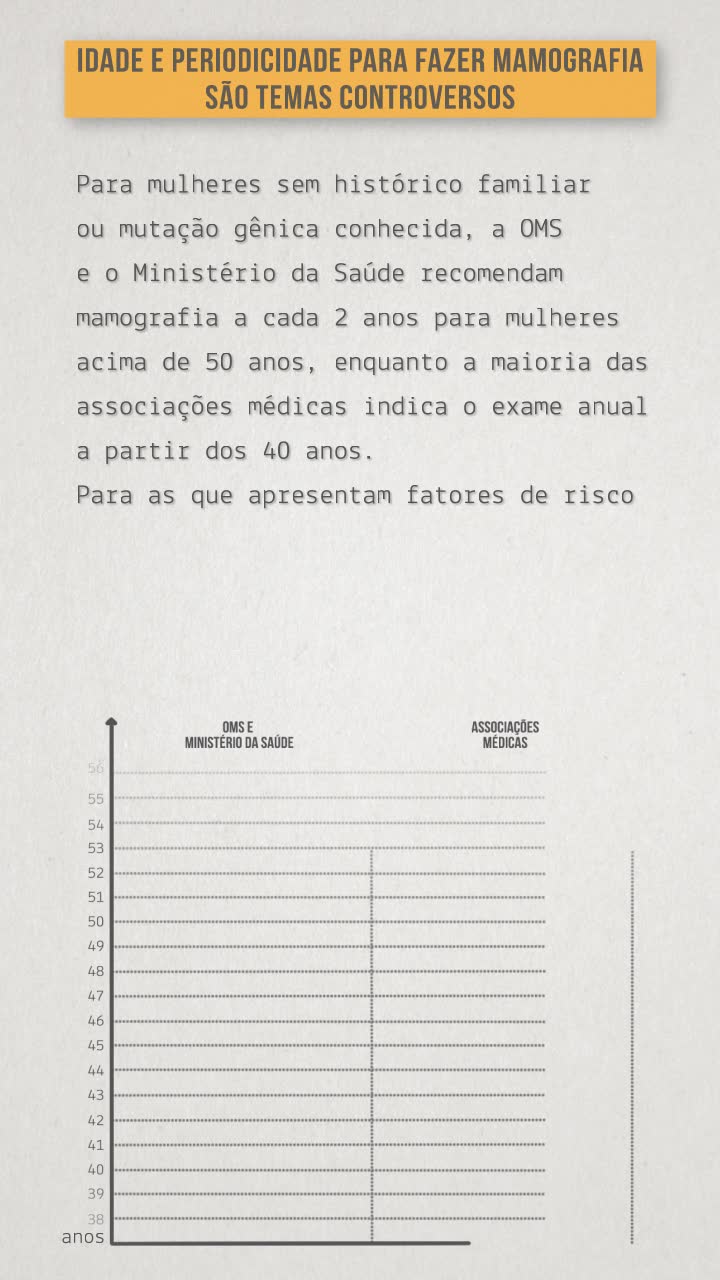 IDADE E PERIODICIDADE PARA FAZER MAMOGRAFIA
SÃO TEMAS CONTROVERSOS
Para mulheres sem histórico familiar
ou mutação gênica conhecida, a OMS
e o Ministério da Saúde recomendam
mamografia a cada 2 anos para mulheres
acima de 50 anos, enquanto a maioria das
associações médicas indica o exame anual
a partir dos 40 anos.
Para as que apresentam fatores de risco
OMS E
MINISTÉRIO DA SAÚDE
ASSOCIAÇÕES
MÉDICAS
56
55
54
53
52
51
50
49
48
47
46
45
44
43
42
41
40
39
38
anos